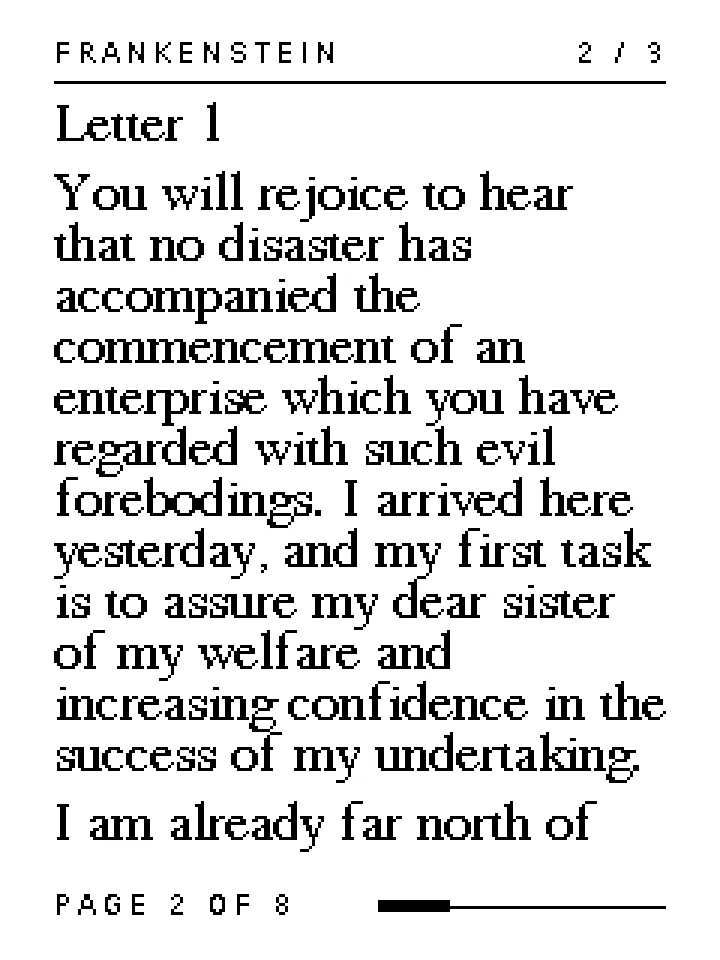 FRANKENSTEIN 2 / 3
Letter 1
You will rejoice to hear
that no disaster has
accompanied the
commencement of an
enterprise which you have
regarded with such evil
forebodings. I arrived here
yesterday, and my first task
is to assure my dear sister
of my welfare and
increasing confidence in the
success of my undertaking.
I am already far north of
PAGE 2 OF 8